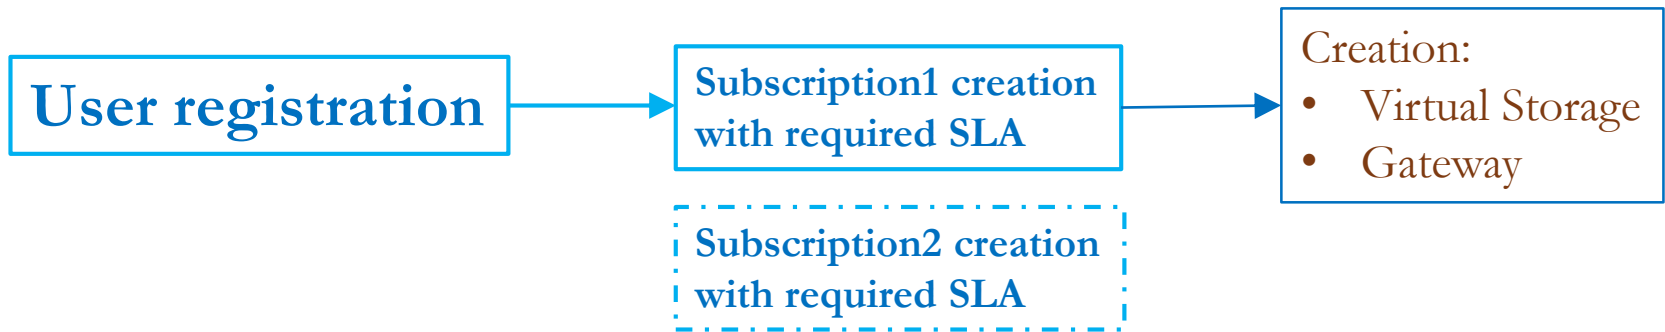 User registration
Subscription1 creation
with required SLA
Creation:
• Virtual Storage
• Gateway
Subscription2 creation
with required SLA